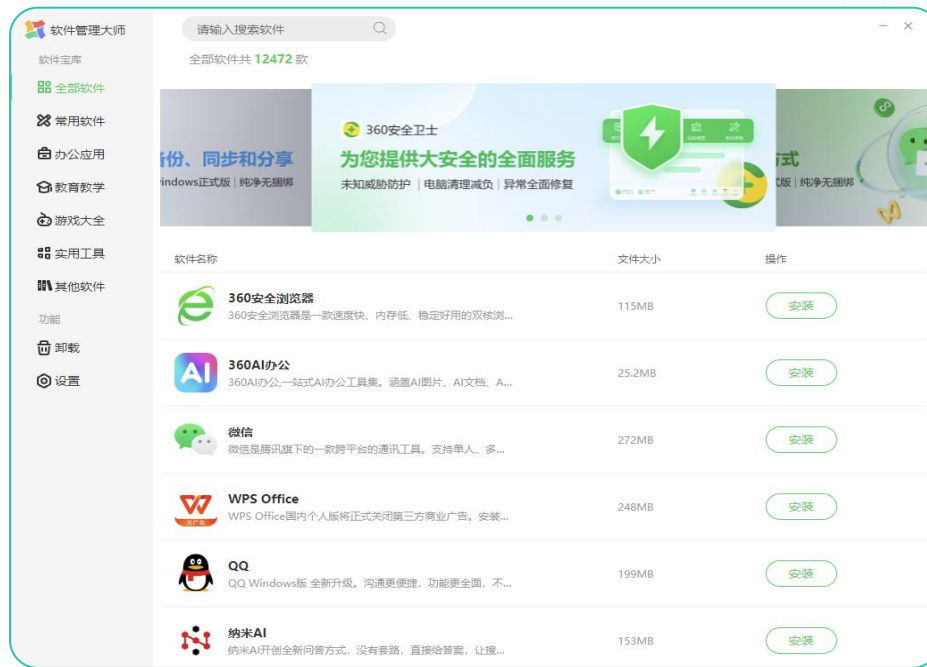 软件管理大师
请输入搜索软件
软件宝库
全部软件共 12472 款
全部软件
常用软件
办公应用
教育教学
游戏大全
实用工具
其他软件
功能
卸载
设置
份、同步和分享
indows正式版 | 纯净无捆绑
360安全卫士
为您提供大安全的全面服务
未知威胁防护 | 电脑清理减负 | 异常全面修复
式
版 | 纯净无捆绑
软件名称 文件大小 操作
360安全浏览器
360安全浏览器是一款速度快、内存低、稳定好用的双核浏...
115MB 安装
AI
360AI办公
360AI办公,一站式AI办公工具集。涵盖AI图片、AI文档、A...
25.2MB 安装
微信
微信是腾讯旗下的一款跨平台的通讯工具。支持单人、多...
272MB 安装
WPS Office
WPS Office国内个人版将正式关闭第三方商业广告。安装...
248MB 安装
QQ
QQ Windows版 全新升级。沟通更便捷，功能更全面，不...
199MB 安装
纳米AI
纳米AI开创全新问答方式，没有套路，直接给答案，让搜...
153MB 安装